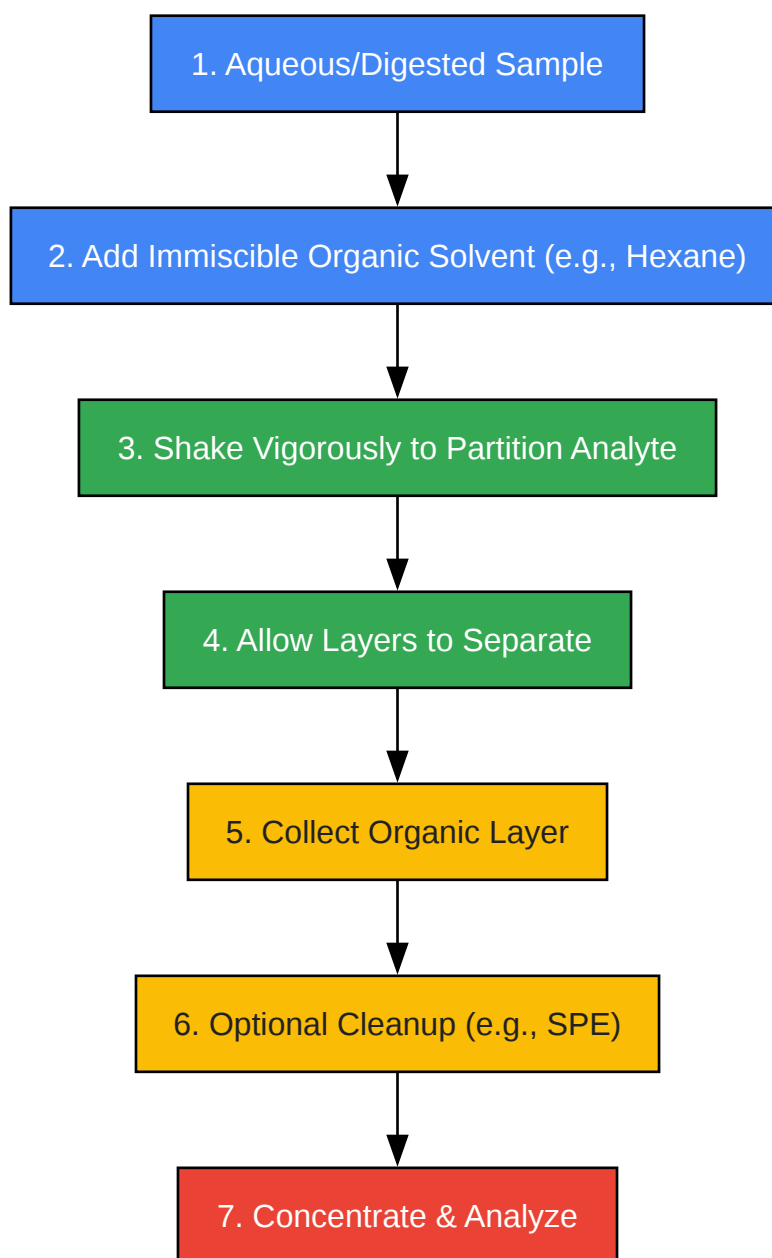 1. Aqueous/Digested Sample
2. Add Immiscible Organic Solvent (e.g., Hexane)
3. Shake Vigorously to Partition Analyte
4. Allow Layers to Separate
5. Collect Organic Layer
6. Optional Cleanup (e.g., SPE)
7. Concentrate & Analyze